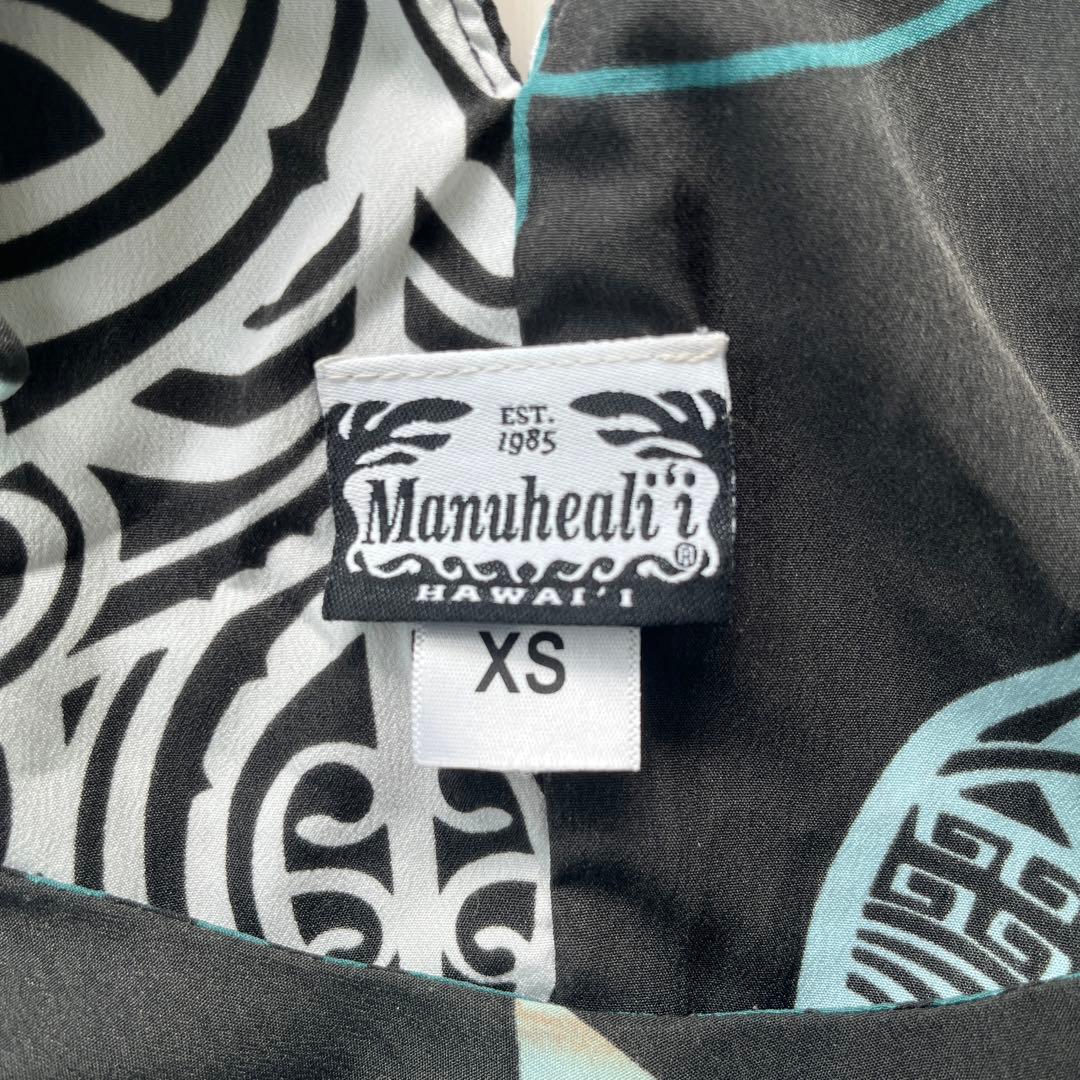 EST.
1985
Manuheali'i
®
HAWAI'I
XS